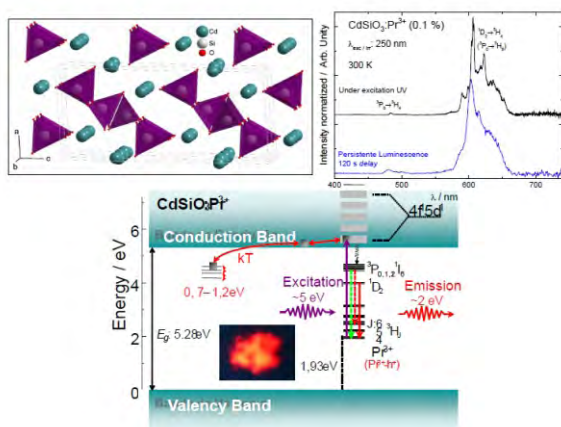 Cd
Si
O
a
b
c
CdSiO₃:Pr³⁺ (0.1 %)
λexc / irr: 250 nm
300 K
Under excitation UV
¹D₂→³H₄
(³P₀→³H₆)
³P₀→³H₄
Persistente Luminescence
120 s delay
Intensity normatized / Arb. Unity
400
500
600
700
λ / nm
CdSiO₃
Conduction Band
4f5d
6
4
2
0
Energy / eV
kT
0, 7–1,2eV
Excitation
~5 eV
³P₀,₁,₂ ¹I₆
¹D₂
Emission
~2 eV
J:6
5 ³H J
4
Eg: 5.28eV
1,93eV
Pr³⁺
Valency Band